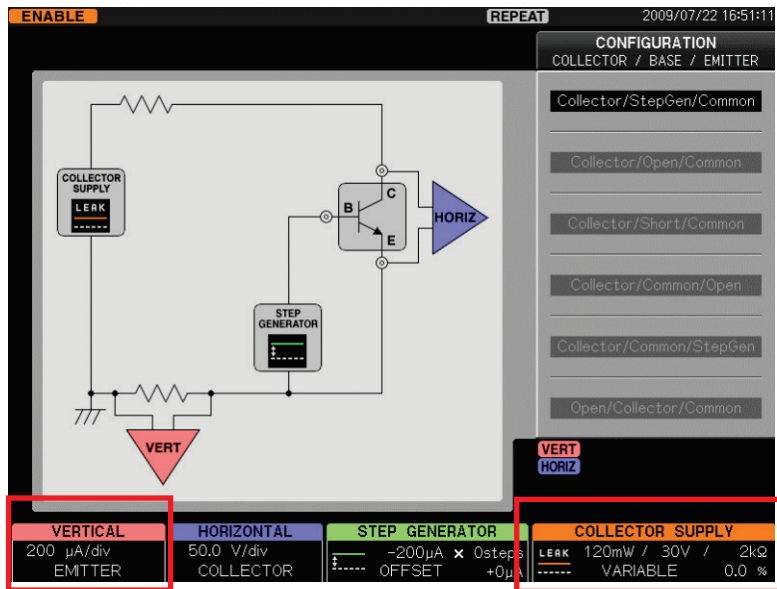 ENABLE REPEAT 2009/07/22 16:51:11
CONFIGURATION
COLLECTOR / BASE / EMITTER
Collector/StepGen/Common
Collector/Open/Common
Collector/Short/Common
Collector/Common/Open
Collector/Common/StepGen
Open/Collector/Common
COLLECTOR
SUPPLY
LEAK
B
C
E
HORIZ
STEP
GENERATOR
VERT
VERT
HORIZ
VERTICAL
200 µA/div
EMITTER
HORIZONTAL
50.0 V/div
COLLECTOR
STEP GENERATOR
-200µA × 0steps
OFFSET +0µA
COLLECTOR SUPPLY
LEAK 120mW / 30V / 2kΩ
VARIABLE 0.0 %